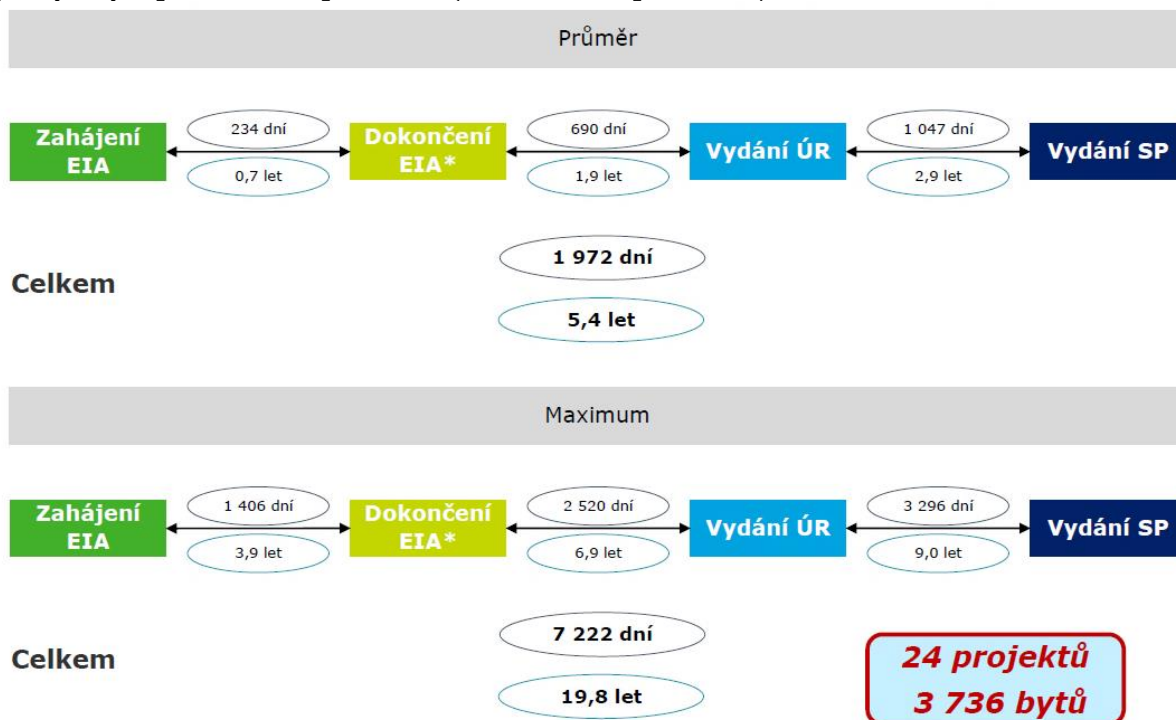 Průměr
Zahájení
EIA
234 dní
0,7 let
Dokončení
EIA*
690 dní
1,9 let
Vydání ÚR
1 047 dní
2,9 let
Vydání SP
Celkem
1 972 dní
5,4 let
Maximum
Zahájení
EIA
1 406 dní
3,9 let
Dokončení
EIA*
2 520 dní
6,9 let
Vydání ÚR
3 296 dní
9,0 let
Vydání SP
Celkem
7 222 dní
19,8 let
24 projektů
3 736 bytů